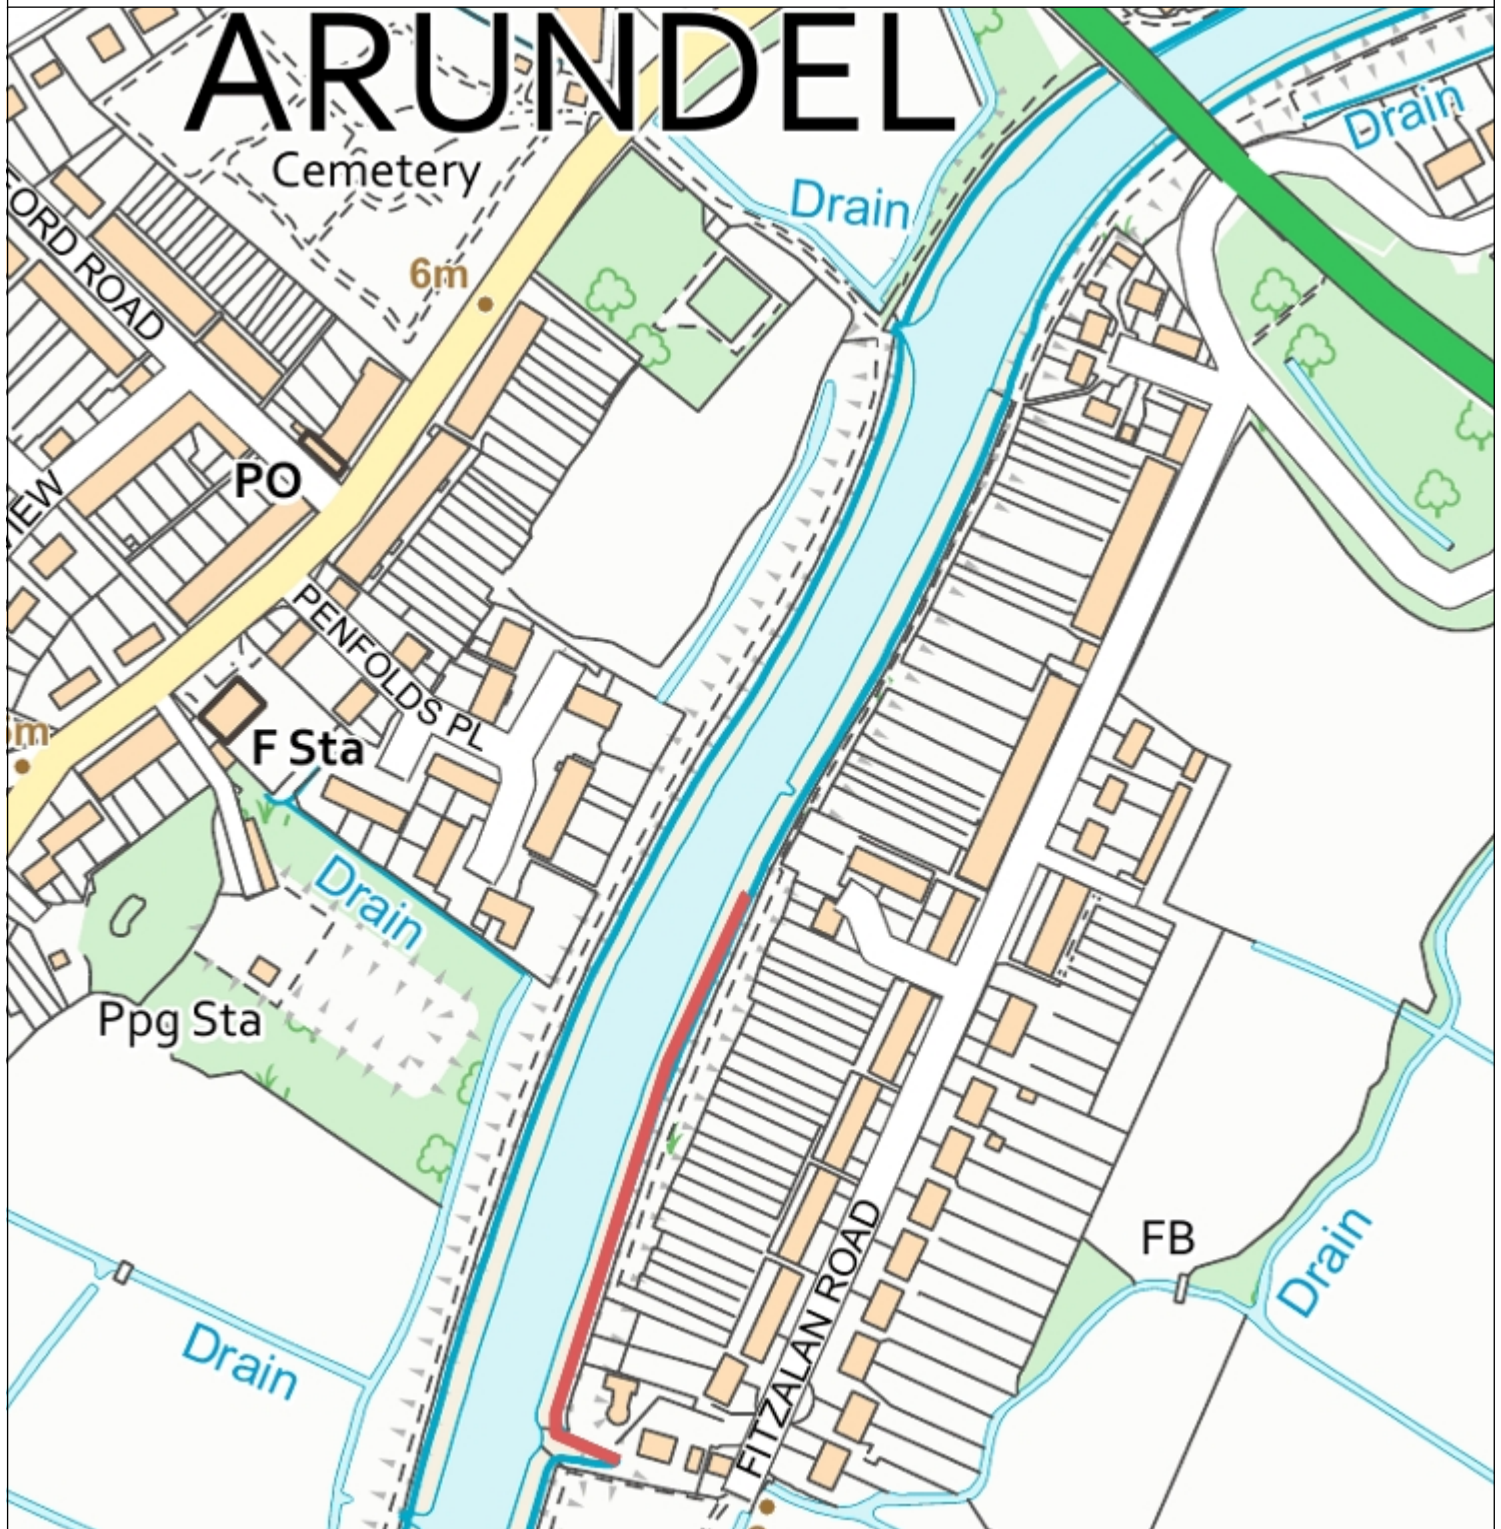 ARUNDEL
Cemetery
Drain
Drain
ORD ROAD
6m
PO
IEW
PENFOLDS PL
F Sta
m
Drain
Ppg Sta
FITZALAN ROAD
FB
Drain
Drain